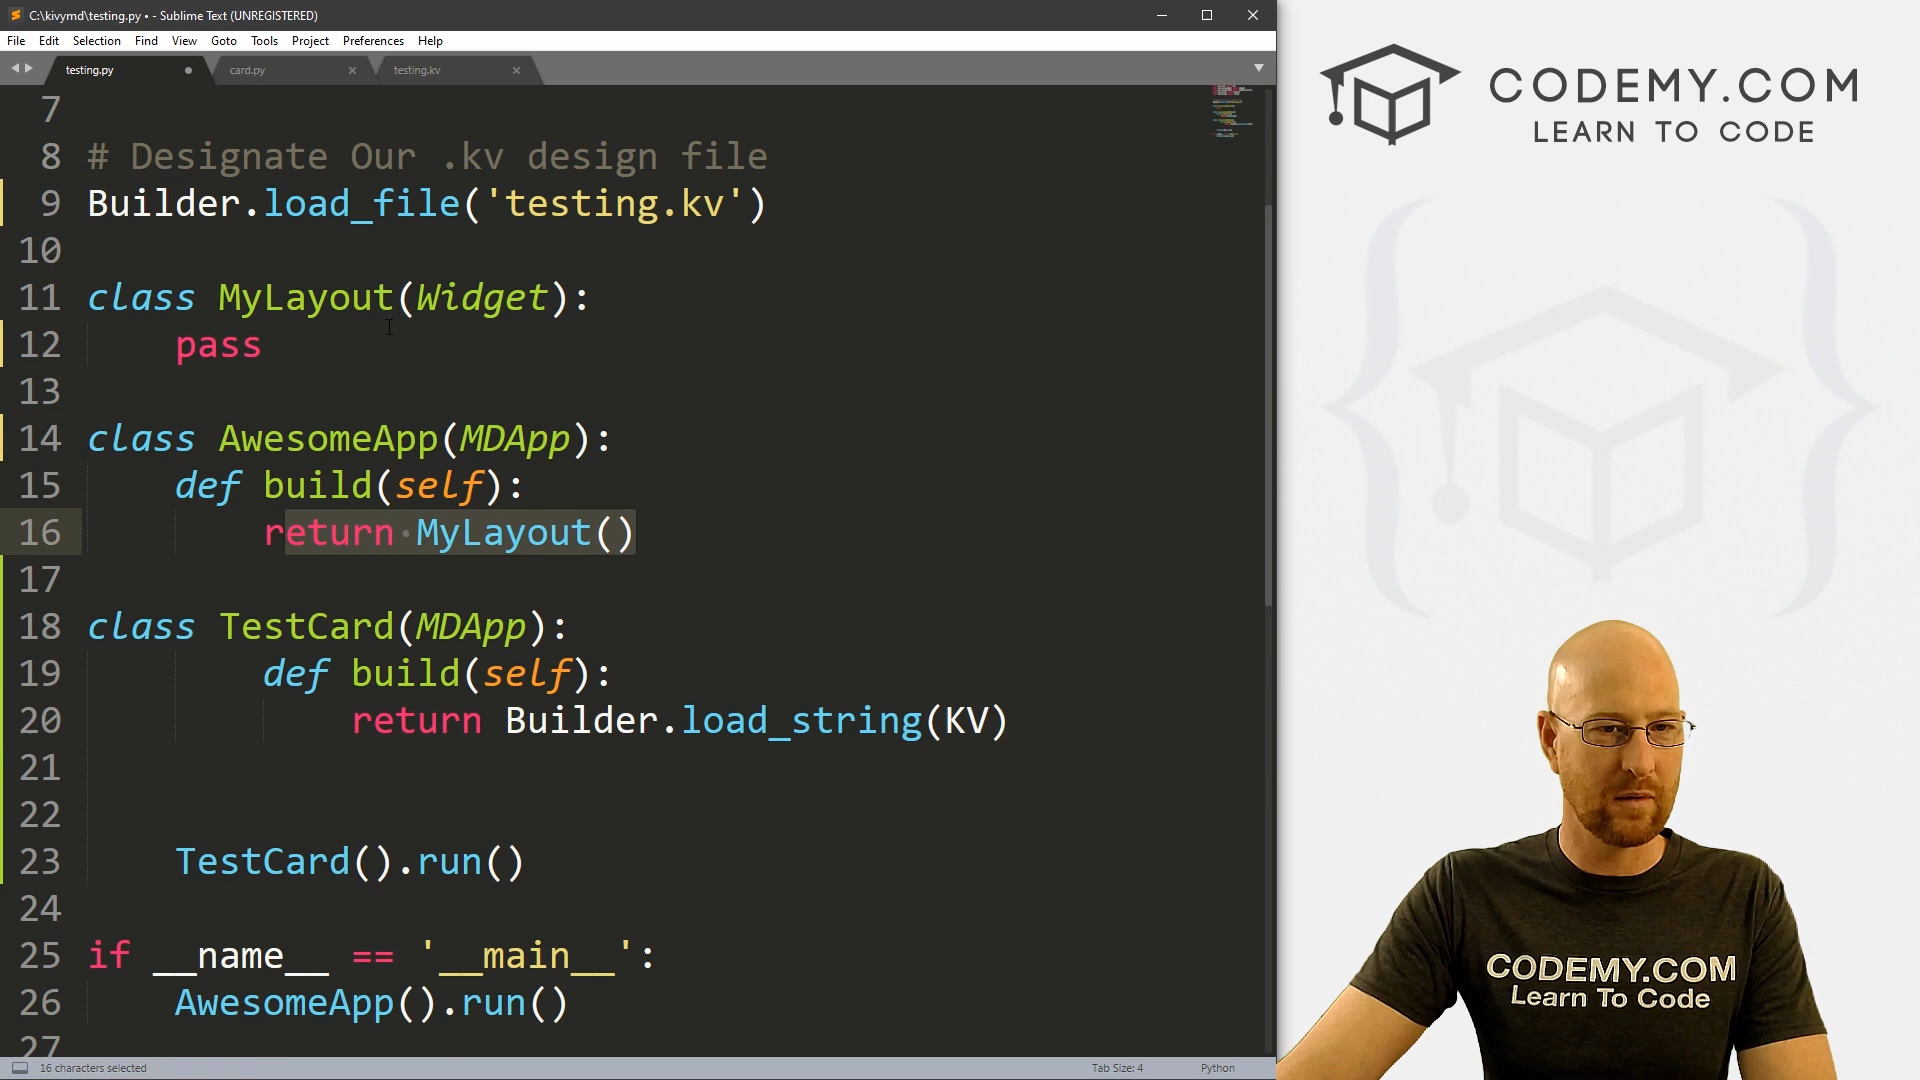 C:\kivymd\testing.py • - Sublime Text (UNREGISTERED)
File Edit Selection Find View Goto Tools Project Preferences Help
testing.py card.py testing.kv
7
8 # Designate Our .kv design file
9 Builder.load_file('testing.kv')
10
11 class MyLayout(Widget):
12 pass
13
14 class AwesomeApp(MDApp):
15 def build(self):
16 return MyLayout()
17
18 class TestCard(MDApp):
19 def build(self):
20 return Builder.load_string(KV)
21
22
23 TestCard().run()
24
25 if __name__ == '__main__':
26 AwesomeApp().run()
27
16 characters selected
Tab Size: 4 Python
CODEMY.COM
LEARN TO CODE
CODEMY.COM
Learn To Code